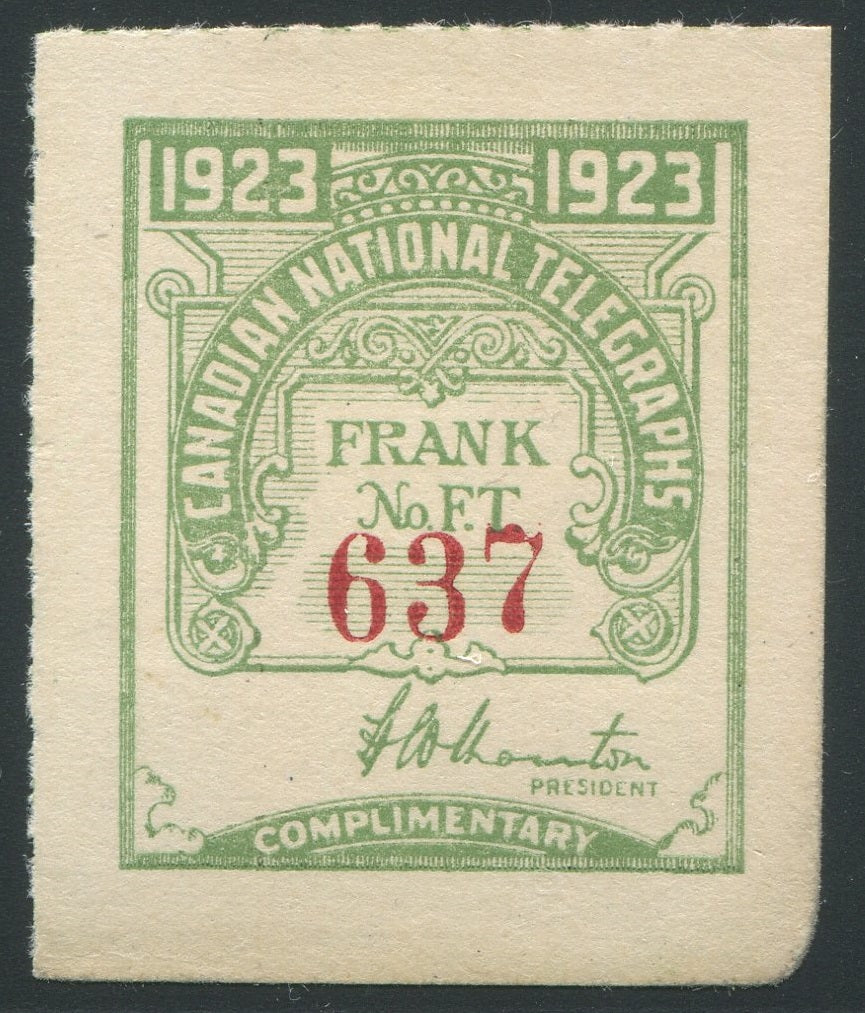 1923 1923
CANADIAN NATIONAL TELEGRAPHS
FRANK
No. F.T.
637
PRESIDENT
COMPLIMENTARY